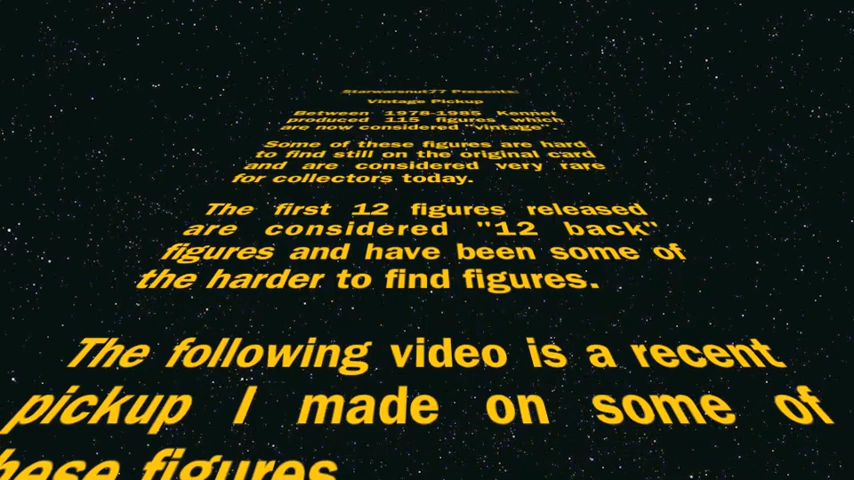 Starwarsnut77 Presents:
Vintage Pickup
Between 1978-1985 Kenner
produced 115 figures which
are now considered "vintage".
Some of these figures are hard
to find still on the original card
and are considered very rare
for collectors today.
The first 12 figures released
are considered "12 back"
figures and have been some of
the harder to find figures.
The following video is a recent
pickup I made on some of
these figures.